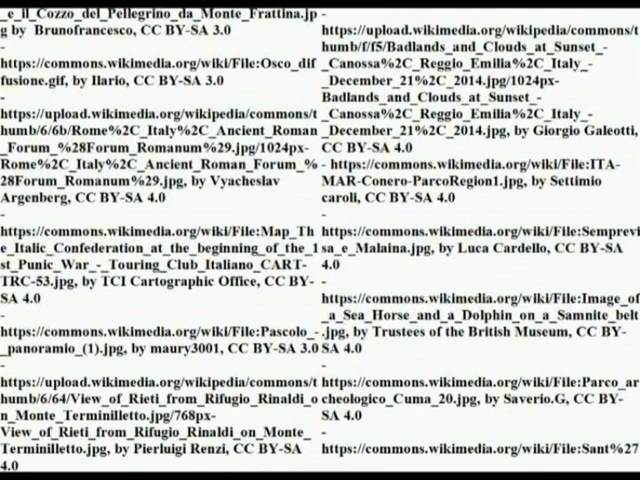 _e_il_Cozzo_del_Pellegrino_da_Monte_Frattina.jp
g by  Brunofrancesco, CC BY-SA 3.0
-
https://commons.wikimedia.org/wiki/File:Osco_dif
fusione.gif, by Ilario, CC BY-SA 3.0
-
https://upload.wikimedia.org/wikipedia/commons/t
humb/6/6b/Rome%2C_Italy%2C_Ancient_Roman
_Forum_%28Forum_Romanum%29.jpg/1024px-
Rome%2C_Italy%2C_Ancient_Roman_Forum_%
28Forum_Romanum%29.jpg, by Vyacheslav
Argenberg, CC BY-SA 4.0
-
https://commons.wikimedia.org/wiki/File:Map_Th
e_Italic_Confederation_at_the_beginning_of_the_1
st_Punic_War_-_Touring_Club_Italiano_CART-
TRC-53.jpg, by TCI Cartographic Office, CC BY-
SA 4.0
-
https://commons.wikimedia.org/wiki/File:Pascolo_-
_panoramio_(1).jpg, by maury3001, CC BY-SA 3.0
-
https://upload.wikimedia.org/wikipedia/commons/t
humb/6/64/View_of_Rieti_from_Rifugio_Rinaldi_o
n_Monte_Terminilletto.jpg/768px-
View_of_Rieti_from_Rifugio_Rinaldi_on_Monte_
Terminilletto.jpg, by Pierluigi Renzi, CC BY-SA
4.0
-
https://upload.wikimedia.org/wikipedia/commons/t
humb/f/f5/Badlands_and_Clouds_at_Sunset_-
_Canossa%2C_Reggio_Emilia%2C_Italy_-
_December_21%2C_2014.jpg/1024px-
Badlands_and_Clouds_at_Sunset_-
_Canossa%2C_Reggio_Emilia%2C_Italy_-
_December_21%2C_2014.jpg, by Giorgio Galeotti,
CC BY-SA 4.0
- https://commons.wikimedia.org/wiki/File:ITA-
MAR-Conero-ParcoRegion1.jpg, by Settimio
caroli, CC BY-SA 4.0
-
https://commons.wikimedia.org/wiki/File:Semprevi
sa_e_Malaina.jpg, by Luca Cardello, CC BY-SA
4.0
-
https://commons.wikimedia.org/wiki/File:Image_of
_a_Sea_Horse_and_a_Dolphin_on_a_Samnite_belt
.jpg, by Trustees of the British Museum, CC BY-
SA 4.0
-
https://commons.wikimedia.org/wiki/File:Parco_ar
cheologico_Cuma_20.jpg, by Saverio.G, CC BY-
SA 4.0
-
https://commons.wikimedia.org/wiki/File:Sant%27